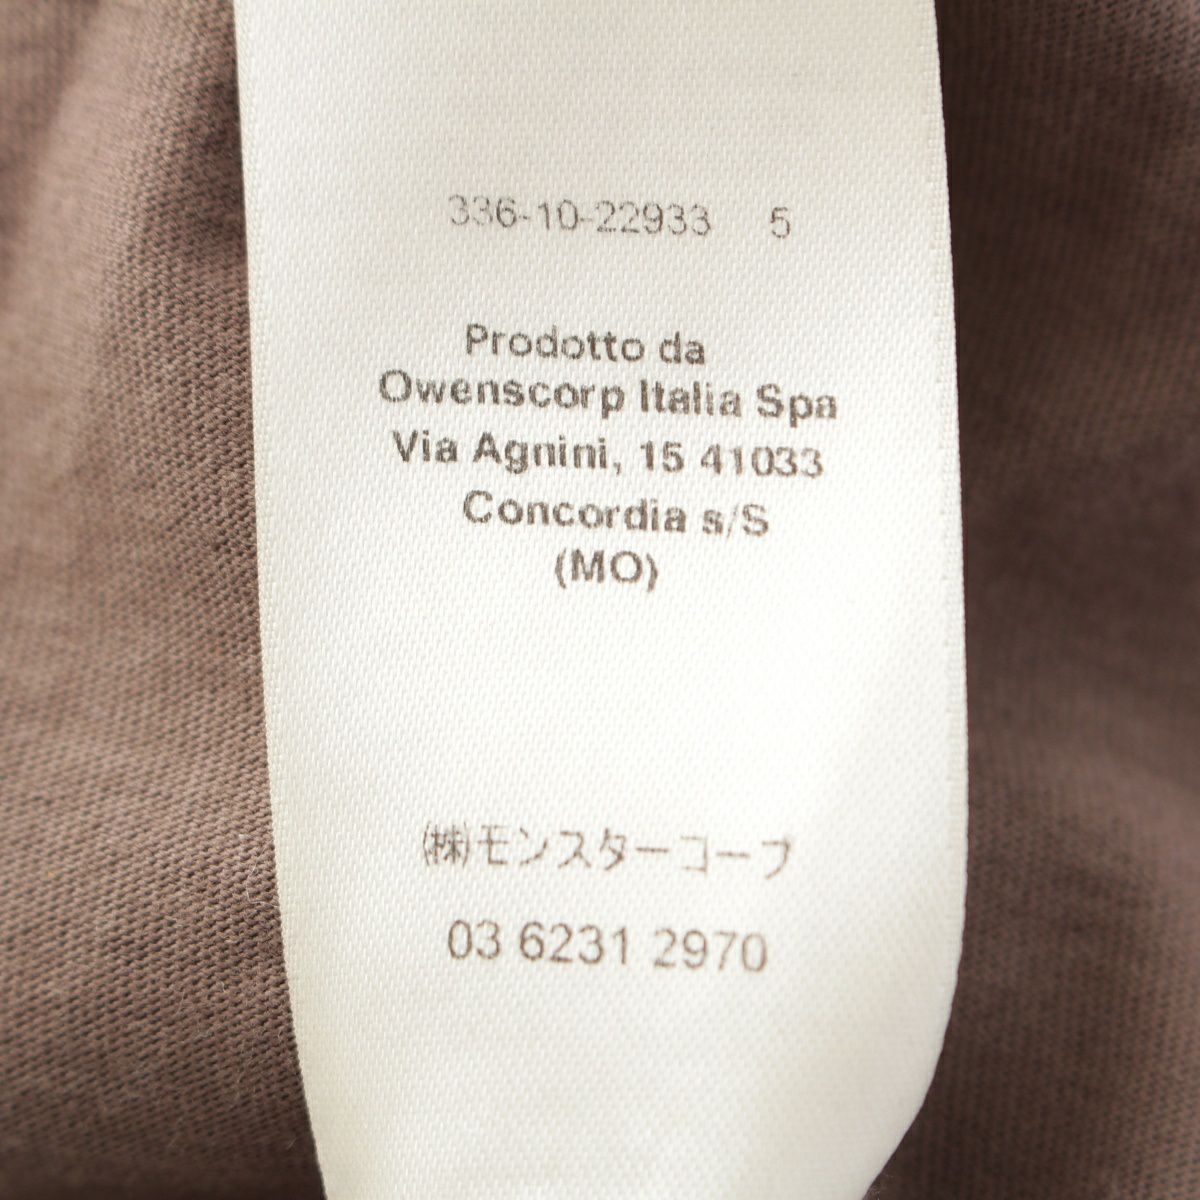 336-10-22933 5
Prodotto da
Owenscorp Italia Spa
Via Agnini, 15 41033
Concordia s/S
(MO)
㈱モンスターコープ
03 6231 2970